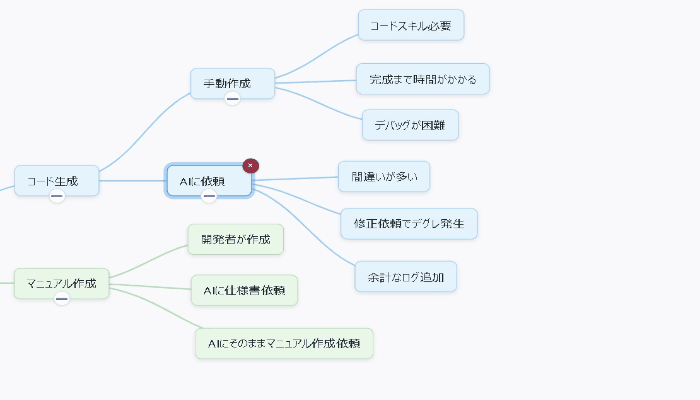 コード生成
手動作成
コードスキル必要
完成まで時間がかかる
デバッグが困難
AIに依頼
間違いが多い
修正依頼でデグレ発生
余計なログ追加
マニュアル作成
開発者が作成
AIに仕様書依頼
AIにそのままマニュアル作成依頼